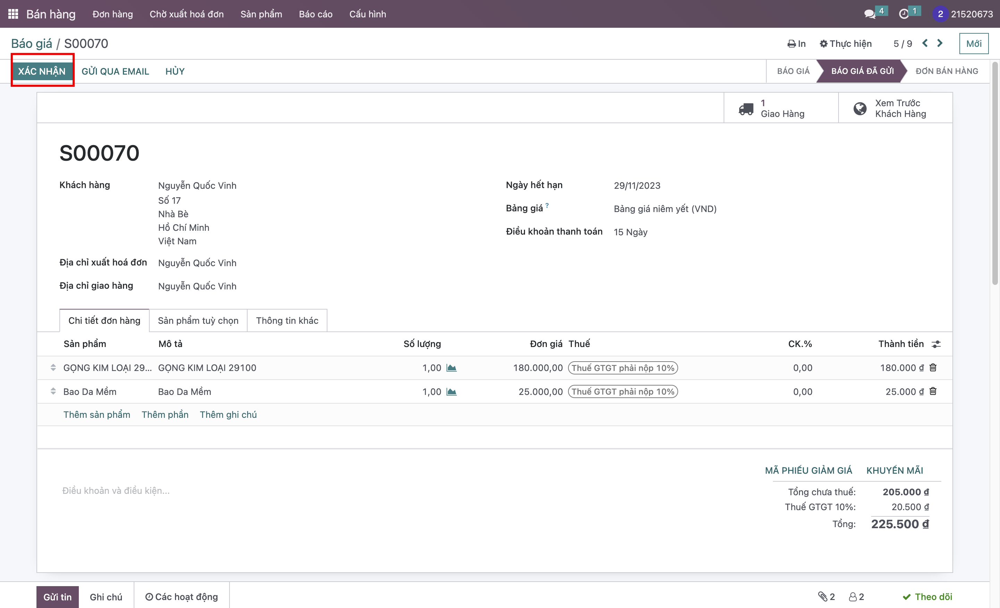 Bán hàng Đơn hàng Chờ xuất hoá đơn Sản phẩm Báo cáo Cấu hình 4 1 2 21520673
Báo giá / S00070 In Thực hiện 5 / 9 Mới
XÁC NHẬN GỬI QUA EMAIL HỦY BÁO GIÁ BÁO GIÁ ĐÃ GỬI ĐƠN BÁN HÀNG
1 Giao Hàng
Xem Trước Khách Hàng
S00070
Khách hàng Nguyễn Quốc Vinh
Số 17
Nhà Bè
Hồ Chí Minh
Việt Nam
Địa chỉ xuất hoá đơn Nguyễn Quốc Vinh
Địa chỉ giao hàng Nguyễn Quốc Vinh
Ngày hết hạn 29/11/2023
Bảng giá ? Bảng giá niêm yết (VND)
Điều khoản thanh toán 15 Ngày
Chi tiết đơn hàng Sản phẩm tuỳ chọn Thông tin khác
Sản phẩm Mô tả Số lượng Đơn giá Thuế CK.% Thành tiền
GỌNG KIM LOẠI 29... GỌNG KIM LOẠI 29100 1,00 180.000,00 Thuế GTGT phải nộp 10% 0,00 180.000 ₫
Bao Da Mềm Bao Da Mềm 1,00 25.000,00 Thuế GTGT phải nộp 10% 0,00 25.000 ₫
Thêm sản phẩm Thêm phần Thêm ghi chú
MÃ PHIẾU GIẢM GIÁ KHUYẾN MÃI
Điều khoản và điều kiện...
Tổng chưa thuế: 205.000 ₫
Thuế GTGT 10%: 20.500 ₫
Tổng: 225.500 ₫
Gửi tin Ghi chú Các hoạt động 2 2 Theo dõi